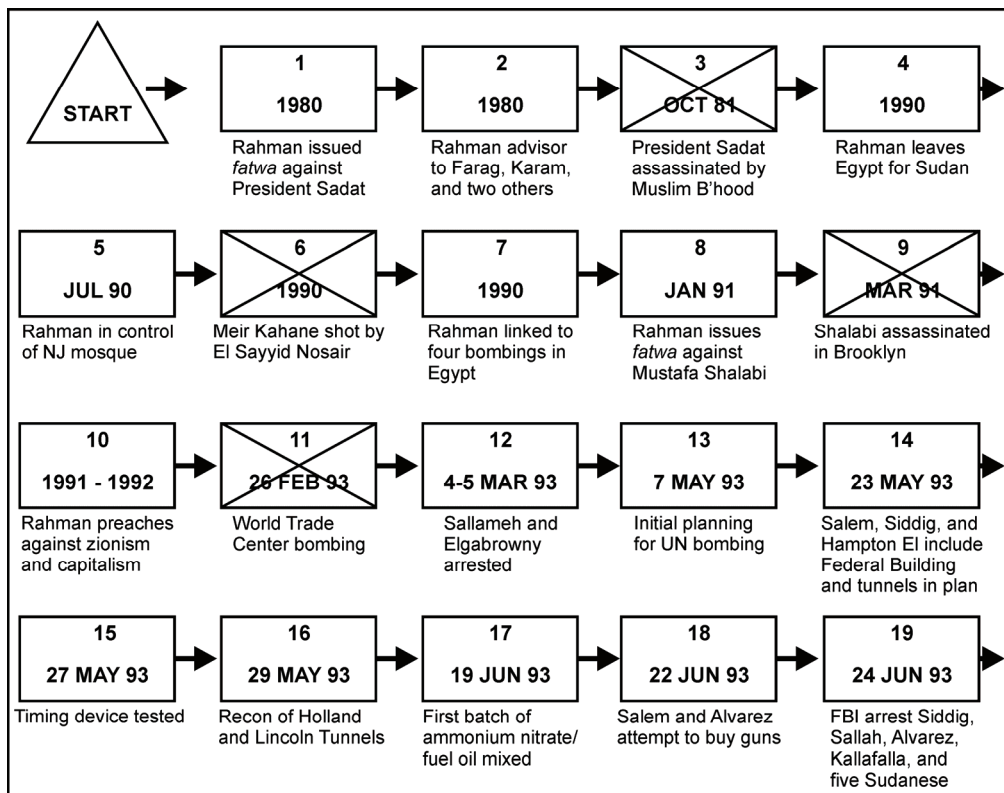 START
1
1980
Rahman issued
fatwa against
President Sadat
2
1980
Rahman advisor
to Farag, Karam,
and two others
3
OCT 81
President Sadat
assassinated by
Muslim B'hood
4
1990
Rahman leaves
Egypt for Sudan
5
JUL 90
Rahman in control
of NJ mosque
6
1990
Meir Kahane shot by
El Sayyid Nosair
7
1990
Rahman linked to
four bombings in
Egypt
8
JAN 91
Rahman issues
fatwa against
Mustafa Shalabi
9
MAR 91
Shalabi assassinated
in Brooklyn
10
1991 - 1992
Rahman preaches
against zionism
and capitalism
11
26 FEB 93
World Trade
Center bombing
12
4-5 MAR 93
Sallameh and
Elgabrowny
arrested
13
7 MAY 93
Initial planning
for UN bombing
14
23 MAY 93
Salem, Siddig, and
Hampton El include
Federal Building
and tunnels in plan
15
27 MAY 93
Timing device tested
16
29 MAY 93
Recon of Holland
and Lincoln Tunnels
17
19 JUN 93
First batch of
ammonium nitrate/
fuel oil mixed
18
22 JUN 93
Salem and Alvarez
attempt to buy guns
19
24 JUN 93
FBI arrest Siddig,
Sallah, Alvarez,
Kallafalla, and
five Sudanese